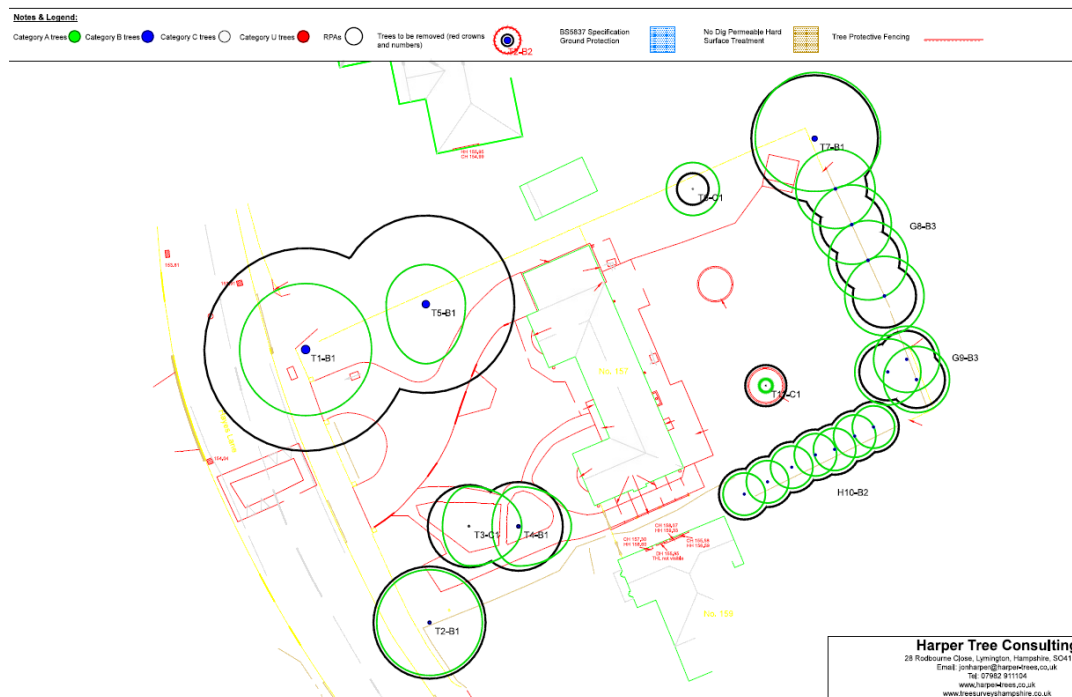 Notes & Legend:
Category A trees
Category B trees
Category C trees
Category U trees
RPAs
Trees to be removed (red crowns
and numbers)
T2-B2
BS5837 Specification
Ground Protection
No Dig Permeable Hard
Surface Treatment
Tree Protective Fencing
T7-B1
G8-B3
T5-B1
T1-B1
No. 157
G9-B3
T11-C1
H10-B2
T3-C1
T4-B1
T2-B1
No. 159
Harper Tree Consulting
28 Rodbourne Close, Lymington, Hampshire, SO41
Email: jonharper@harper-trees.co.uk
Tel: 07982 911104
www.harper-trees.co.uk
www.treesurveyshampshire.co.uk